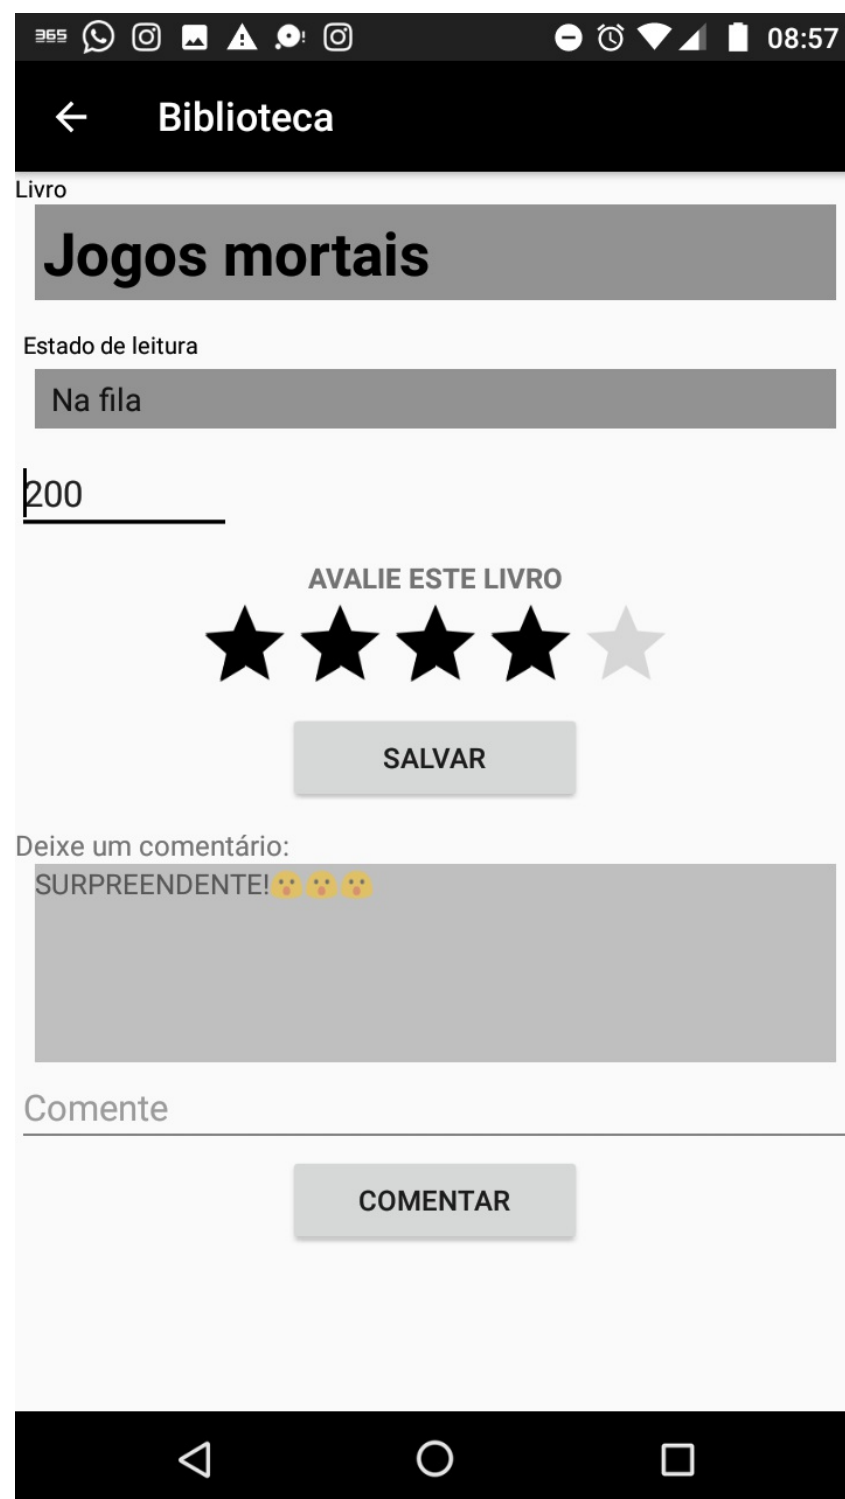 365 08:57
Biblioteca
Livro
Jogos mortais
Estado de leitura
Na fila
200
AVALIE ESTE LIVRO
SALVAR
Deixe um comentário:
SURPREENDENTE!😮😮😮
Comente
COMENTAR